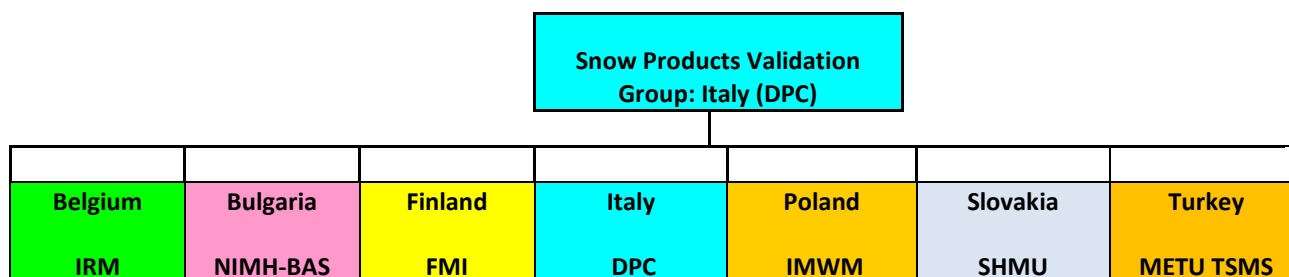 Snow Products Validation
Group: Italy (DPC)
Belgium Bulgaria Finland Italy Poland Slovakia Turkey
IRM NIMH-BAS FMI DPC IMWM SHMU METU TSMS